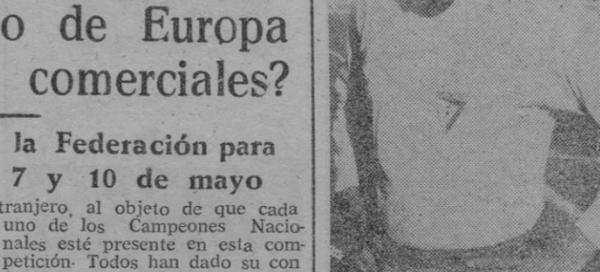 o de Europa
comerciales?
la Federación para
7 y 10 de mayo
tranjero, al objeto de que cada
uno de los Campeones Nacio-
nales esté presente en esta com-
petición. Todos han dado su con